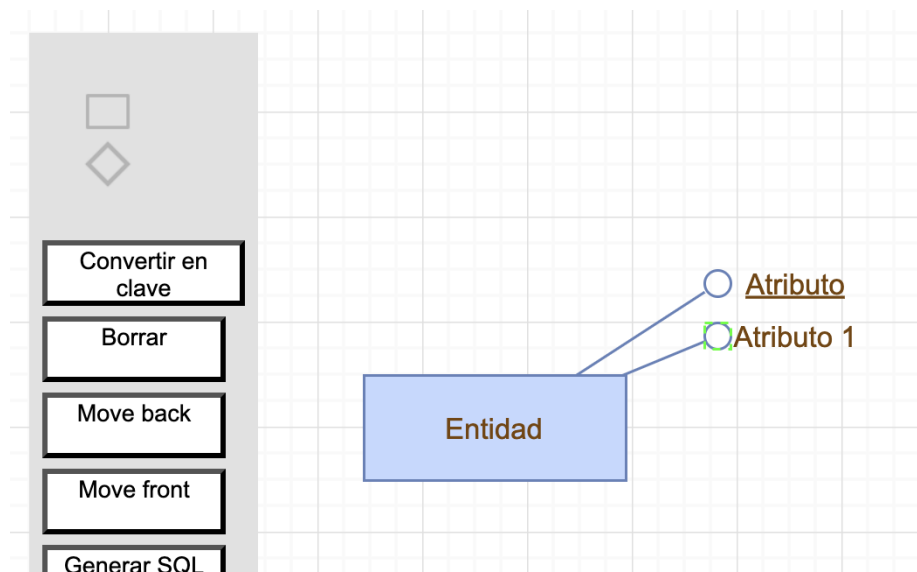 Convertir en
clave
Borrar
Move back
Move front
Generar SQL
Atributo
Atributo 1
Entidad